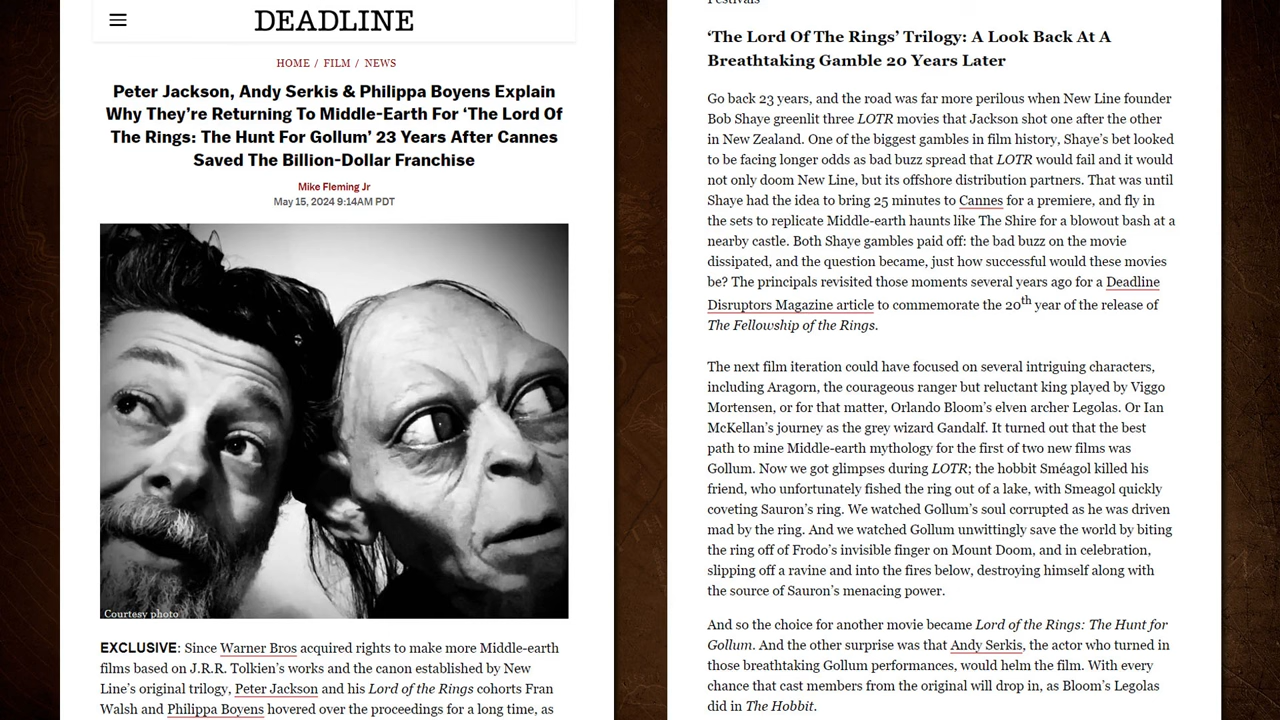 DEADLINE
HOME / FILM / NEWS
Peter Jackson, Andy Serkis & Philippa Boyens Explain
Why They're Returning To Middle-Earth For 'The Lord Of
The Rings: The Hunt For Gollum' 23 Years After Cannes
Saved The Billion-Dollar Franchise
Mike Fleming Jr
May 15, 2024 9:14AM PDT
Courtesy photo
EXCLUSIVE: Since Warner Bros acquired rights to make more Middle-earth
films based on J.R.R. Tolkien's works and the canon established by New
Line's original trilogy, Peter Jackson and his Lord of the Rings cohorts Fran
Walsh and Philippa Boyens hovered over the proceedings for a long time, as
Festivals
'The Lord Of The Rings' Trilogy: A Look Back At A
Breathtaking Gamble 20 Years Later
Go back 23 years, and the road was far more perilous when New Line founder
Bob Shaye greenlit three LOTR movies that Jackson shot one after the other
in New Zealand. One of the biggest gambles in film history, Shaye's bet looked
to be facing longer odds as bad buzz spread that LOTR would fail and it would
not only doom New Line, but its offshore distribution partners. That was until
Shaye had the idea to bring 25 minutes to Cannes for a premiere, and fly in
the sets to replicate Middle-earth haunts like The Shire for a blowout bash at a
nearby castle. Both Shaye gambles paid off: the bad buzz on the movie
dissipated, and the question became, just how successful would these movies
be? The principals revisited those moments several years ago for a Deadline
Disruptors Magazine article to commemorate the 20th year of the release of
The Fellowship of the Rings.
The next film iteration could have focused on several intriguing characters,
including Aragorn, the courageous ranger but reluctant king played by Viggo
Mortensen, or for that matter, Orlando Bloom's elven archer Legolas. Or Ian
McKellan's journey as the grey wizard Gandalf. It turned out that the best
path to mine Middle-earth mythology for the first of two new films was
Gollum. Now we got glimpses during LOTR; the hobbit Sméagol killed his
friend, who unfortunately fished the ring out of a lake, with Smeagol quickly
coveting Sauron's ring. We watched Gollum's soul corrupted as he was driven
mad by the ring. And we watched Gollum unwittingly save the world by biting
the ring off of Frodo's invisible finger on Mount Doom, and in celebration,
slipping off a ravine and into the fires below, destroying himself along with
the source of Sauron's menacing power.
And so the choice for another movie became Lord of the Rings: The Hunt for
Gollum. And the other surprise was that Andy Serkis, the actor who turned in
those breathtaking Gollum performances, would helm the film. With every
chance that cast members from the original will drop in, as Bloom's Legolas
did in The Hobbit.